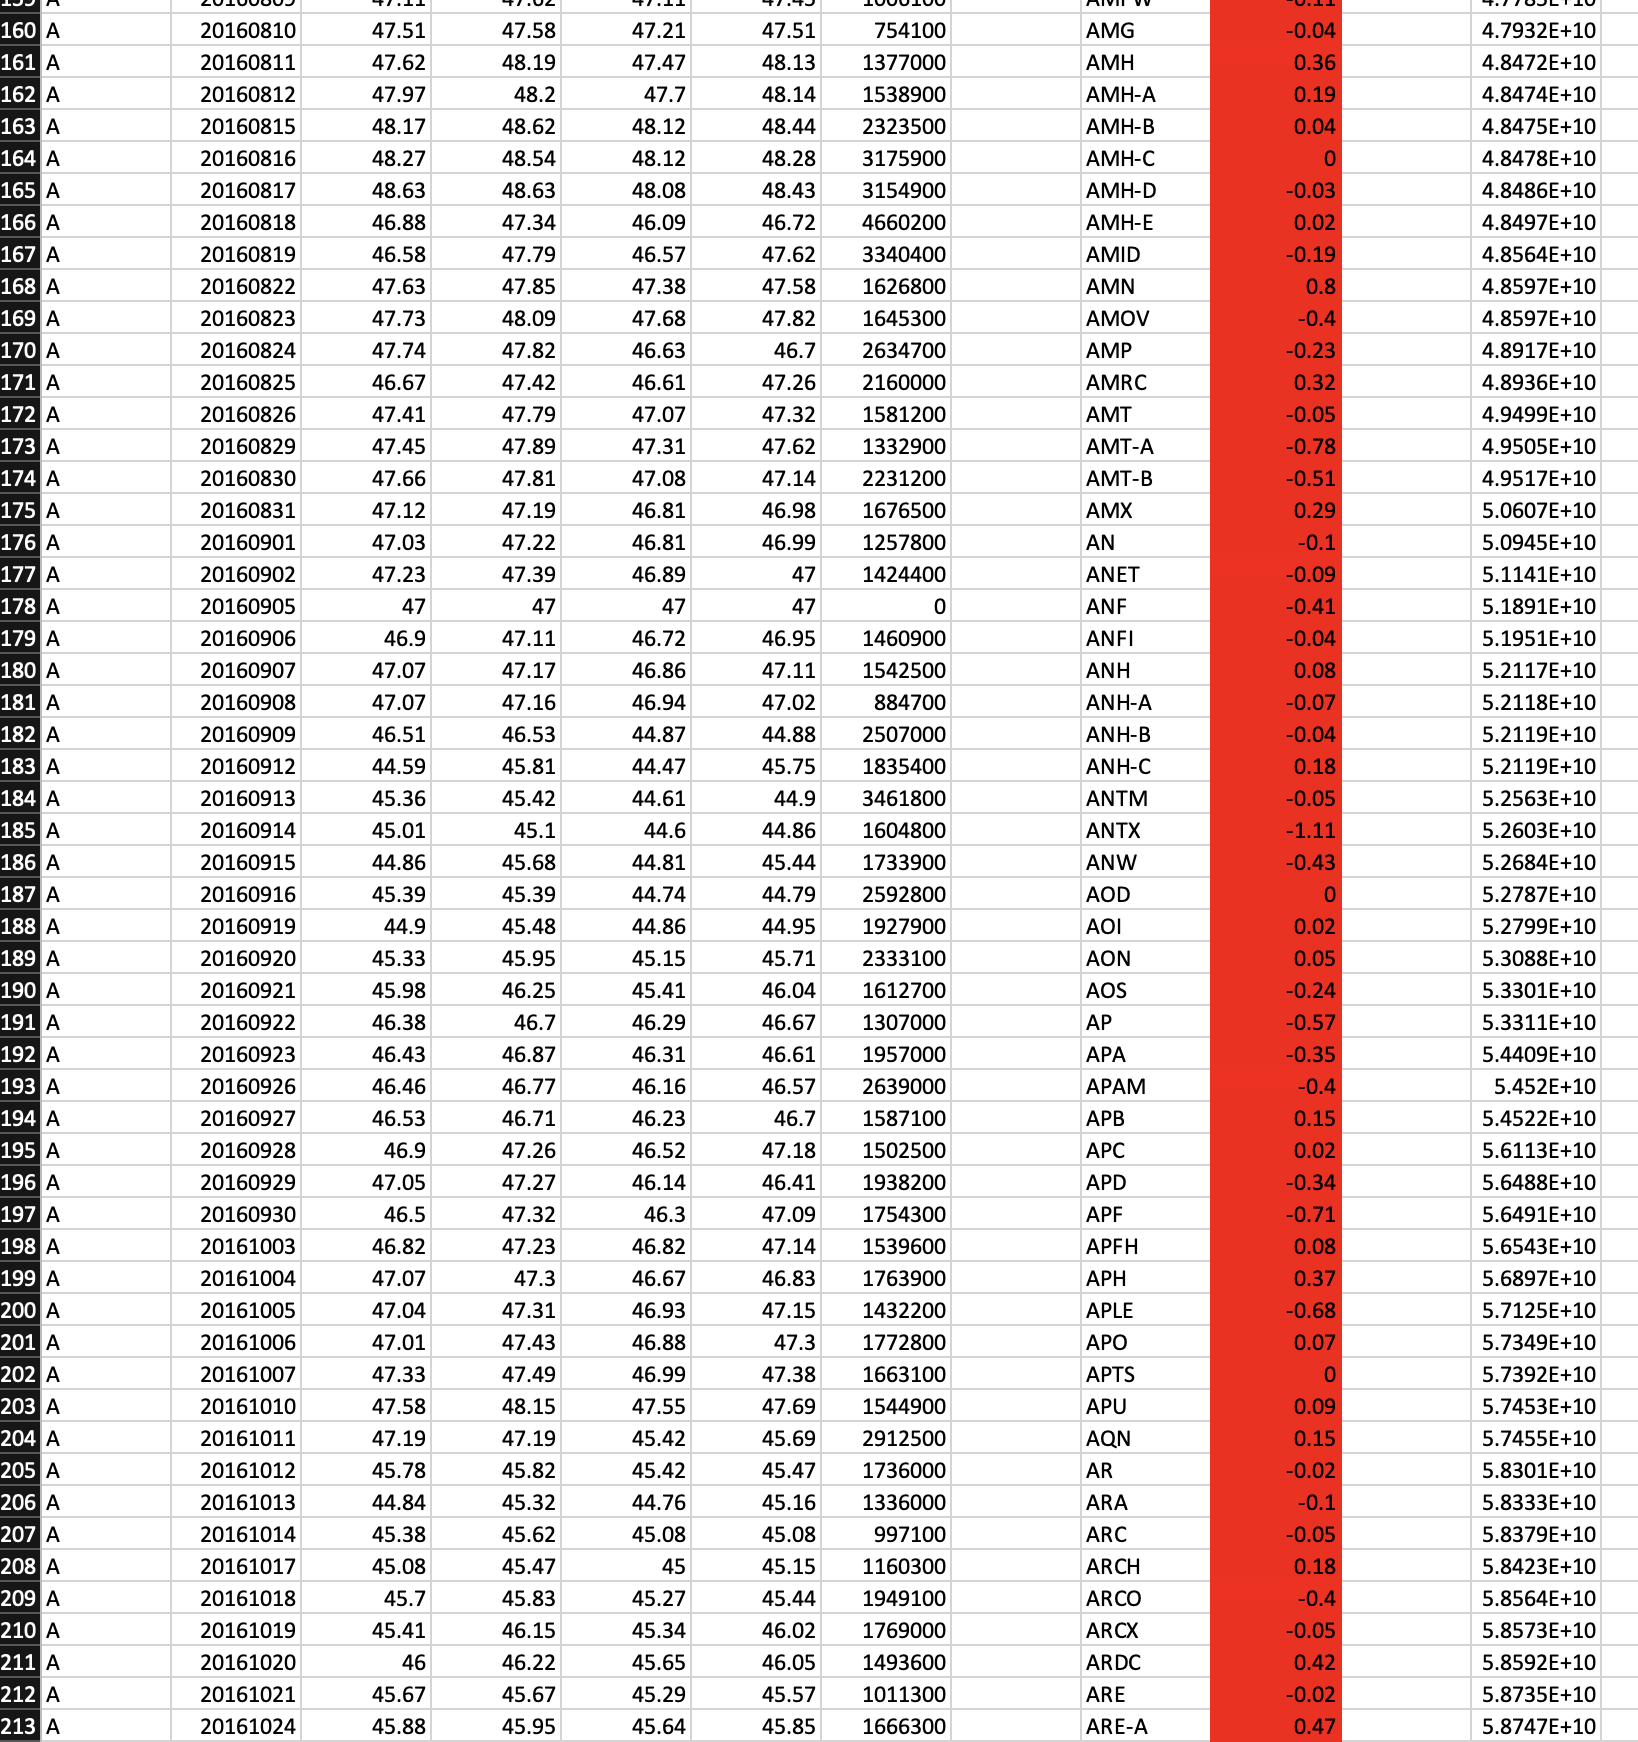 160 A 20160810 47.51 47.58 47.21 47.51 754100 AMG -0.04 4.7932E+10
161 A 20160811 47.62 48.19 47.47 48.13 1377000 AMH 0.36 4.8472E+10
162 A 20160812 47.97 48.2 47.7 48.14 1538900 AMH-A 0.19 4.8474E+10
163 A 20160815 48.17 48.62 48.12 48.44 2323500 AMH-B 0.04 4.8475E+10
164 A 20160816 48.27 48.54 48.12 48.28 3175900 AMH-C 0 4.8478E+10
165 A 20160817 48.63 48.63 48.08 48.43 3154900 AMH-D -0.03 4.8486E+10
166 A 20160818 46.88 47.34 46.09 46.72 4660200 AMH-E 0.02 4.8497E+10
167 A 20160819 46.58 47.79 46.57 47.62 3340400 AMID -0.19 4.8564E+10
168 A 20160822 47.63 47.85 47.38 47.58 1626800 AMN 0.8 4.8597E+10
169 A 20160823 47.73 48.09 47.68 47.82 1645300 AMOV -0.4 4.8597E+10
170 A 20160824 47.74 47.82 46.63 46.7 2634700 AMP -0.23 4.8917E+10
171 A 20160825 46.67 47.42 46.61 47.26 2160000 AMRC 0.32 4.8936E+10
172 A 20160826 47.41 47.79 47.07 47.32 1581200 AMT -0.05 4.9499E+10
173 A 20160829 47.45 47.89 47.31 47.62 1332900 AMT-A -0.78 4.9505E+10
174 A 20160830 47.66 47.81 47.08 47.14 2231200 AMT-B -0.51 4.9517E+10
175 A 20160831 47.12 47.19 46.81 46.98 1676500 AMX 0.29 5.0607E+10
176 A 20160901 47.03 47.22 46.81 46.99 1257800 AN -0.1 5.0945E+10
177 A 20160902 47.23 47.39 46.89 47 1424400 ANET -0.09 5.1141E+10
178 A 20160905 47 47 47 47 0 ANF -0.41 5.1891E+10
179 A 20160906 46.9 47.11 46.72 46.95 1460900 ANFI -0.04 5.1951E+10
180 A 20160907 47.07 47.17 46.86 47.11 1542500 ANH 0.08 5.2117E+10
181 A 20160908 47.07 47.16 46.94 47.02 884700 ANH-A -0.07 5.2118E+10
182 A 20160909 46.51 46.53 44.87 44.88 2507000 ANH-B -0.04 5.2119E+10
183 A 20160912 44.59 45.81 44.47 45.75 1835400 ANH-C 0.18 5.2119E+10
184 A 20160913 45.36 45.42 44.61 44.9 3461800 ANTM -0.05 5.2563E+10
185 A 20160914 45.01 45.1 44.6 44.86 1604800 ANTX -1.11 5.2603E+10
186 A 20160915 44.86 45.68 44.81 45.44 1733900 ANW -0.43 5.2684E+10
187 A 20160916 45.39 45.39 44.74 44.79 2592800 AOD 0 5.2787E+10
188 A 20160919 44.9 45.48 44.86 44.95 1927900 AOI 0.02 5.2799E+10
189 A 20160920 45.33 45.95 45.15 45.71 2333100 AON 0.05 5.3088E+10
190 A 20160921 45.98 46.25 45.41 46.04 1612700 AOS -0.24 5.3301E+10
191 A 20160922 46.38 46.7 46.29 46.67 1307000 AP -0.57 5.3311E+10
192 A 20160923 46.43 46.87 46.31 46.61 1957000 APA -0.35 5.4409E+10
193 A 20160926 46.46 46.77 46.16 46.57 2639000 APAM -0.4 5.452E+10
194 A 20160927 46.53 46.71 46.23 46.7 1587100 APB 0.15 5.4522E+10
195 A 20160928 46.9 47.26 46.52 47.18 1502500 APC 0.02 5.6113E+10
196 A 20160929 47.05 47.27 46.14 46.41 1938200 APD -0.34 5.6488E+10
197 A 20160930 46.5 47.32 46.3 47.09 1754300 APF -0.71 5.6491E+10
198 A 20161003 46.82 47.23 46.82 47.14 1539600 APFH 0.08 5.6543E+10
199 A 20161004 47.07 47.3 46.67 46.83 1763900 APH 0.37 5.6897E+10
200 A 20161005 47.04 47.31 46.93 47.15 1432200 APLE -0.68 5.7125E+10
201 A 20161006 47.01 47.43 46.88 47.3 1772800 APO 0.07 5.7349E+10
202 A 20161007 47.33 47.49 46.99 47.38 1663100 APTS 0 5.7392E+10
203 A 20161010 47.58 48.15 47.55 47.69 1544900 APU 0.09 5.7453E+10
204 A 20161011 47.19 47.19 45.42 45.69 2912500 AQN 0.15 5.7455E+10
205 A 20161012 45.78 45.82 45.42 45.47 1736000 AR -0.02 5.8301E+10
206 A 20161013 44.84 45.32 44.76 45.16 1336000 ARA -0.1 5.8333E+10
207 A 20161014 45.38 45.62 45.08 45.08 997100 ARC -0.05 5.8379E+10
208 A 20161017 45.08 45.47 45 45.15 1160300 ARCH 0.18 5.8423E+10
209 A 20161018 45.7 45.83 45.27 45.44 1949100 ARCO -0.4 5.8564E+10
210 A 20161019 45.41 46.15 45.34 46.02 1769000 ARCX -0.05 5.8573E+10
211 A 20161020 46 46.22 45.65 46.05 1493600 ARDC 0.42 5.8592E+10
212 A 20161021 45.67 45.67 45.29 45.57 1011300 ARE -0.02 5.8735E+10
213 A 20161024 45.88 45.95 45.64 45.85 1666300 ARE-A 0.47 5.8747E+10